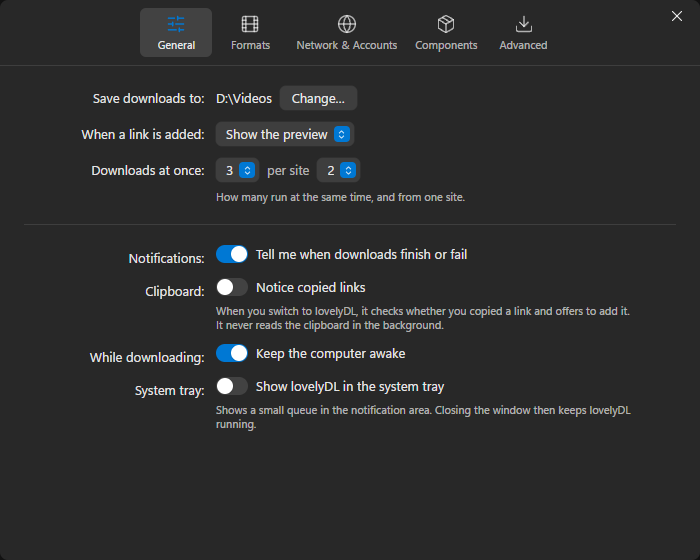 General Formats Network & Accounts Components Advanced
Save downloads to: D:\Videos Change...
When a link is added: Show the preview
Downloads at once: 3 per site 2
How many run at the same time, and from one site.
Notifications: Tell me when downloads finish or fail
Clipboard: Notice copied links
When you switch to lovelyDL, it checks whether you copied a link and offers to add it.
It never reads the clipboard in the background.
While downloading: Keep the computer awake
System tray: Show lovelyDL in the system tray
Shows a small queue in the notification area. Closing the window then keeps lovelyDL
running.